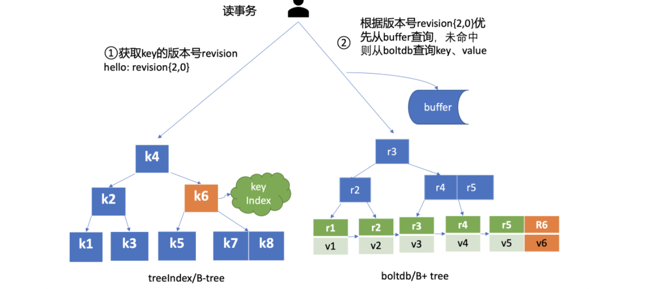 读事务
①获取key的版本号revision
hello: revision{2,0}
② 根据版本号revision{2,0}优
先从buffer查询，未命中
则从boltdb查询key、value
buffer
k4
k2
k6
key
Index
k1
k3
k5
k7
k8
treeIndex/B-tree
r3
r2
r4
r5
r1
r2
r3
r4
r5
R6
v1
v2
v3
v4
v5
v6
boltdb/B+ tree